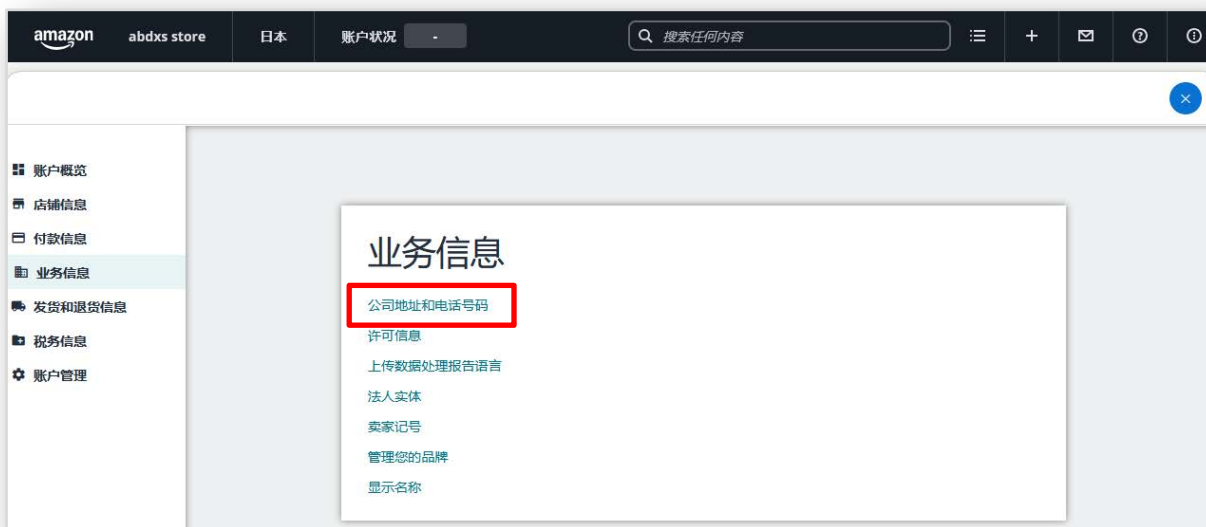 amazon abdxs store 日本 账户状况 - 搜索任何内容
账户概览
店铺信息
付款信息
业务信息
发货和退货信息
税务信息
账户管理
业务信息
公司地址和电话号码
许可信息
上传数据处理报告语言
法人实体
卖家记号
管理您的品牌
显示名称